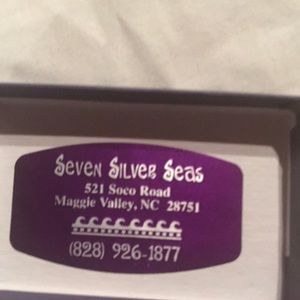 Seven Silver Seas
521 Soco Road
Maggie Valley, NC 28751
(828) 926-1877